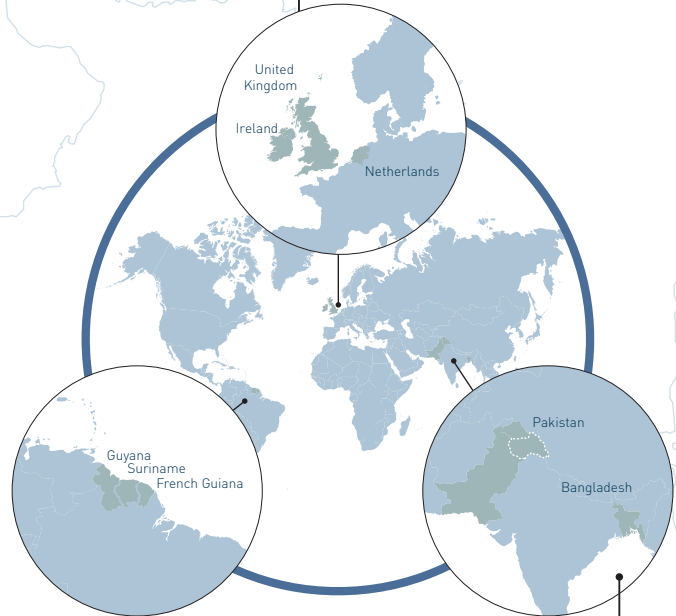 United
Kingdom
Ireland
Netherlands
Guyana
Suriname
French Guiana
Pakistan
Bangladesh